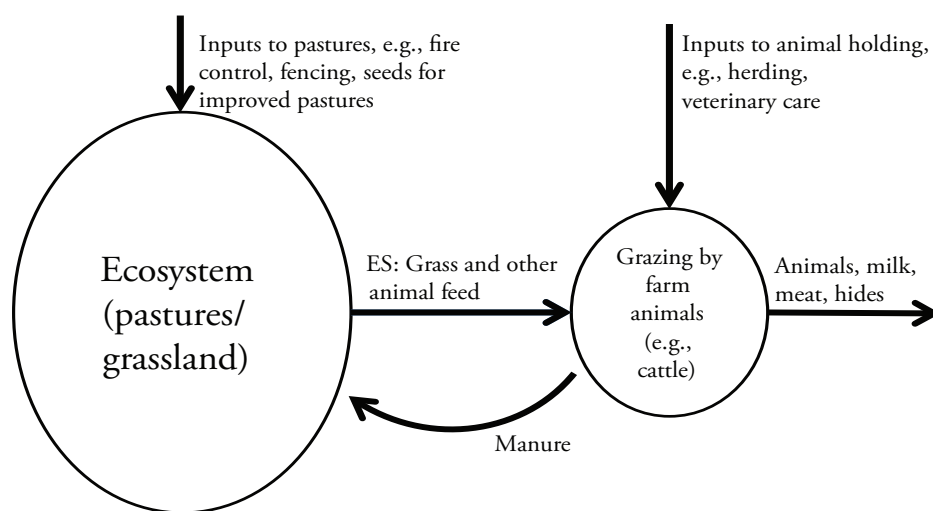 Inputs to pastures, e.g., fire
control, fencing, seeds for
improved pastures
Inputs to animal holding,
e.g., herding,
veterinary care
Ecosystem
(pastures/
grassland)
ES: Grass and other
animal feed
Grazing by
farm
animals
(e.g.,
cattle)
Animals, milk,
meat, hides
Manure